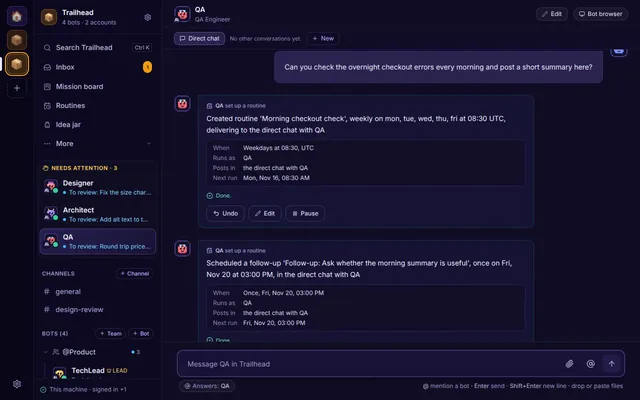 Trailhead
4 bots · 2 accounts
Search Trailhead
Ctrl K
Inbox
Mission board
Routines
Idea jar
More
NEEDS ATTENTION · 3
Designer
To review: Fix the size char...
Architect
To review: Add alt text to t...
QA
To review: Round trip price...
CHANNELS
+ Channel
# general
# design-review
BOTS (4)
+ Team
+ Bot
@Product
3
TechLead LEAD
This machine · signed in +1
QA
QA Engineer
Edit
Bot browser
Direct chat
No other conversations yet.
+ New
Can you check the overnight checkout errors every morning and post a short summary here?
QA set up a routine
Created routine 'Morning checkout check', weekly on mon, tue, wed, thu, fri at 08:30 UTC,
delivering to the direct chat with QA
When Weekdays at 08:30, UTC
Runs as QA
Posts in the direct chat with QA
Next run Mon, Nov 16, 08:30 AM
Done.
Undo
Edit
Pause
QA set up a routine
Scheduled a follow-up 'Follow-up: Ask whether the morning summary is useful', once on Fri,
Nov 20 at 03:00 PM, in the direct chat with QA
When Once, Fri, Nov 20, 03:00 PM
Runs as QA
Posts in the direct chat with QA
Next run Fri, Nov 20, 03:00 PM
Done.
Message QA in Trailhead
@ Answers: QA
@ mention a bot · Enter send · Shift+Enter new line · drop or paste files